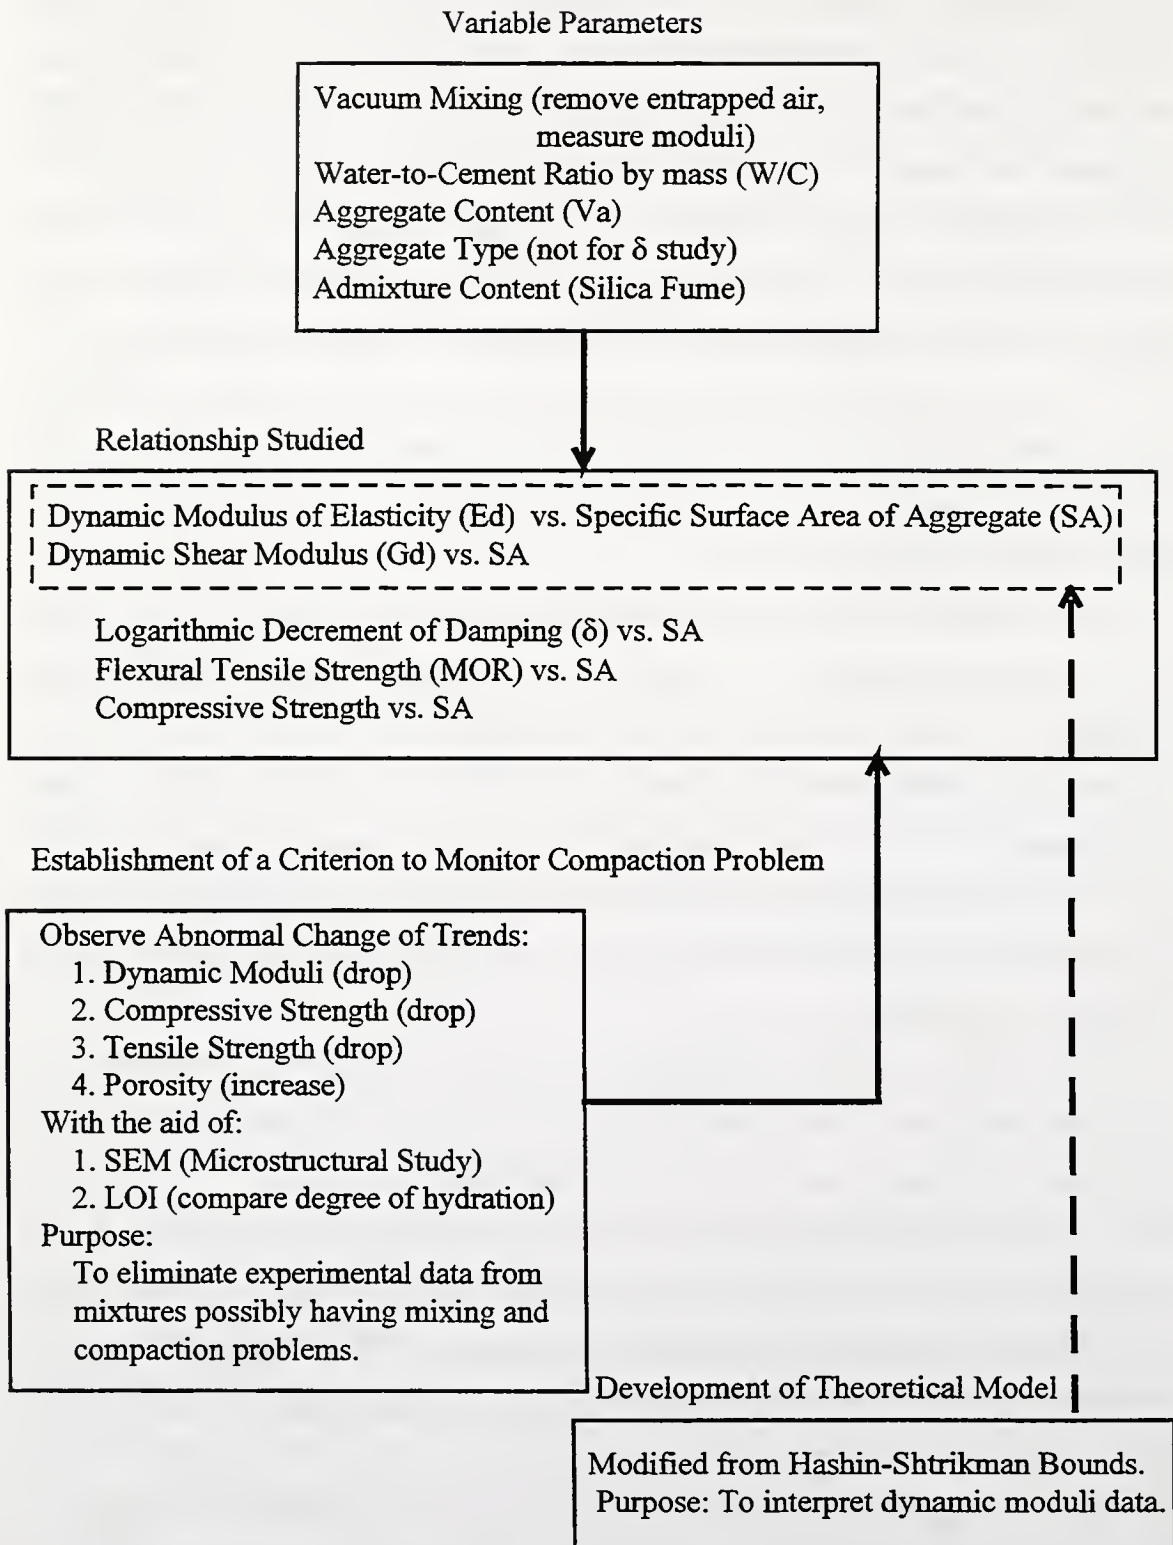 Variable Parameters
Vacuum Mixing (remove entrapped air,
measure moduli)
Water-to-Cement Ratio by mass (W/C)
Aggregate Content (Va)
Aggregate Type (not for δ study)
Admixture Content (Silica Fume)
Relationship Studied
Dynamic Modulus of Elasticity (Ed) vs. Specific Surface Area of Aggregate (SA)
Dynamic Shear Modulus (Gd) vs. SA
Logarithmic Decrement of Damping (δ) vs. SA
Flexural Tensile Strength (MOR) vs. SA
Compressive Strength vs. SA
Establishment of a Criterion to Monitor Compaction Problem
Observe Abnormal Change of Trends:
1. Dynamic Moduli (drop)
2. Compressive Strength (drop)
3. Tensile Strength (drop)
4. Porosity (increase)
With the aid of:
1. SEM (Microstructural Study)
2. LOI (compare degree of hydration)
Purpose:
To eliminate experimental data from
mixtures possibly having mixing and
compaction problems.
Development of Theoretical Model
Modified from Hashin-Shtrikman Bounds.
Purpose: To interpret dynamic moduli data.